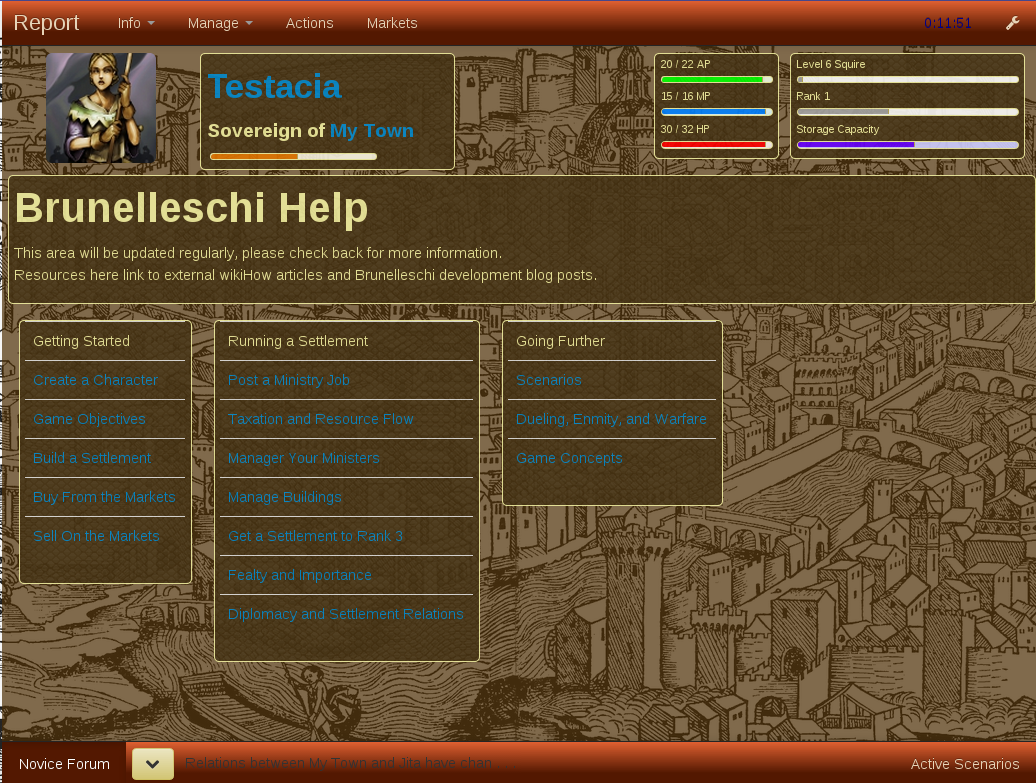 Report Info Manage Actions Markets 0:11:51
Testacia
Sovereign of My Town
20 / 22 AP
15 / 16 MP
30 / 32 HP
Level 6 Squire
Rank 1
Storage Capacity
Brunelleschi Help
This area will be updated regularly, please check back for more information.
Resources here link to external wikiHow articles and Brunelleschi development blog posts.
Getting Started
Create a Character
Game Objectives
Build a Settlement
Buy From the Markets
Sell On the Markets
Running a Settlement
Post a Ministry Job
Taxation and Resource Flow
Manager Your Ministers
Manage Buildings
Get a Settlement to Rank 3
Fealty and Importance
Diplomacy and Settlement Relations
Going Further
Scenarios
Dueling, Enmity, and Warfare
Game Concepts
Novice Forum Relations between My Town and Jita have chan Active Scenarios